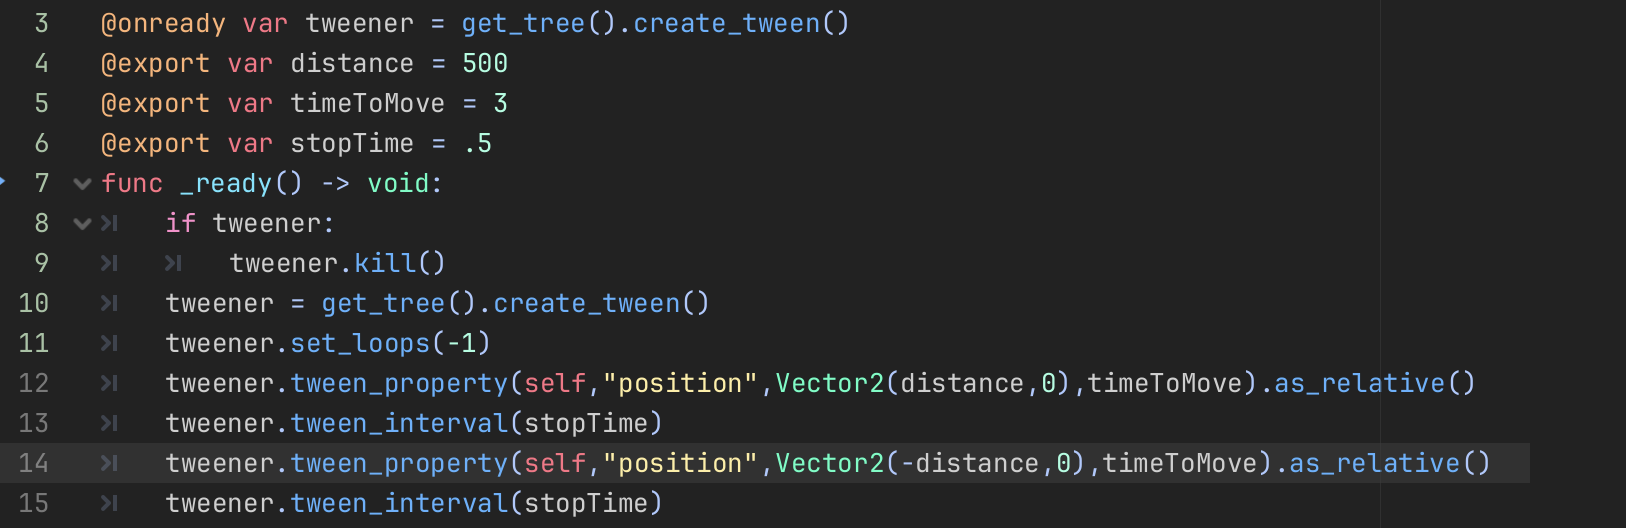 3 @onready var tweener = get_tree().create_tween()
4 @export var distance = 500
5 @export var timeToMove = 3
6 @export var stopTime = .5
7 func _ready() -> void:
8 if tweener:
9 tweener.kill()
10 tweener = get_tree().create_tween()
11 tweener.set_loops(-1)
12 tweener.tween_property(self,"position",Vector2(distance,0),timeToMove).as_relative()
13 tweener.tween_interval(stopTime)
14 tweener.tween_property(self,"position",Vector2(-distance,0),timeToMove).as_relative()
15 tweener.tween_interval(stopTime)